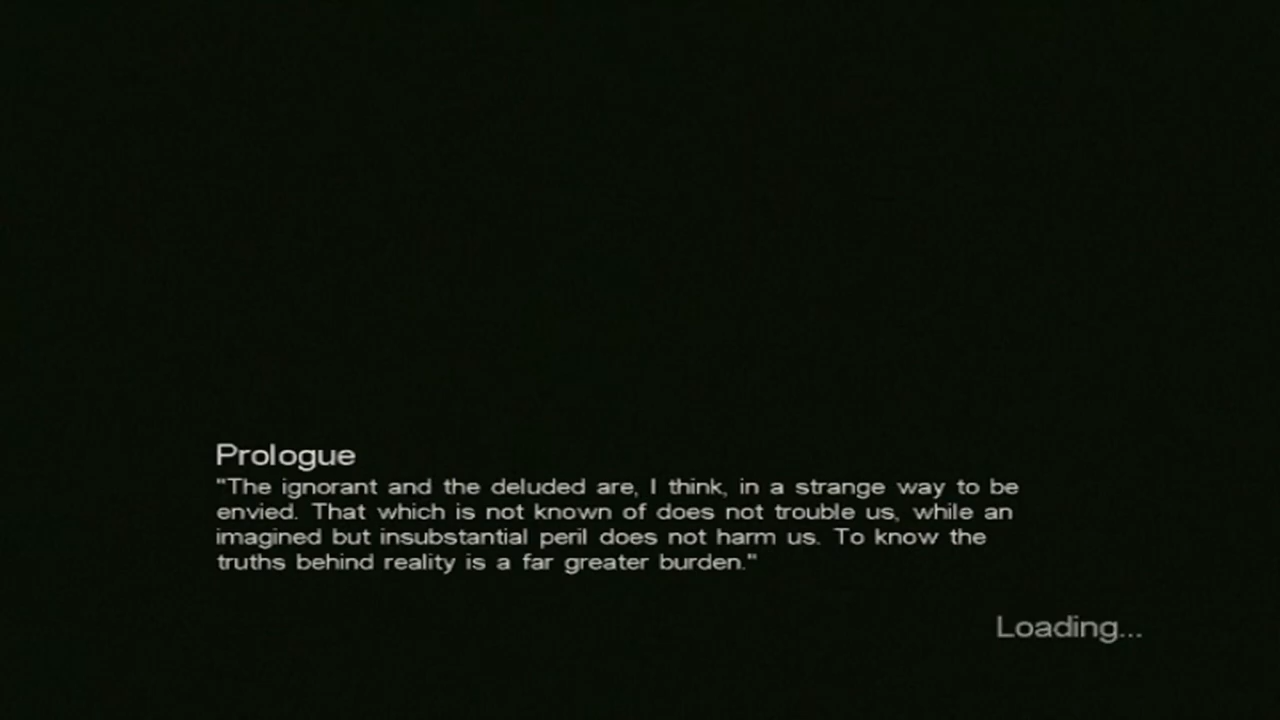 Prologue
"The ignorant and the deluded are, I think, in a strange way to be
envied. That which is not known of does not trouble us, while an
imagined but insubstantial peril does not harm us. To know the
truths behind reality is a far greater burden."
Loading...